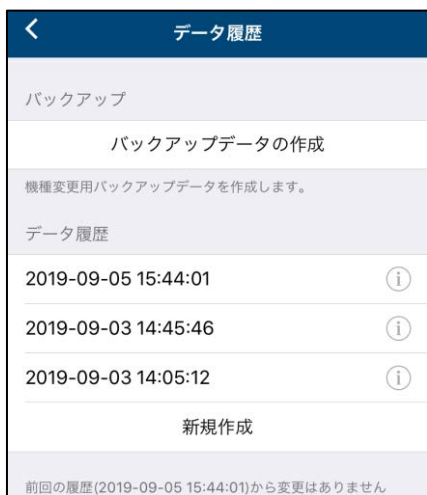 データ履歴
バックアップ
バックアップデータの作成
機種変更用バックアップデータを作成します。
データ履歴
2019-09-05 15:44:01
2019-09-03 14:45:46
2019-09-03 14:05:12
新規作成
前回の履歴(2019-09-05 15:44:01)から変更はありません